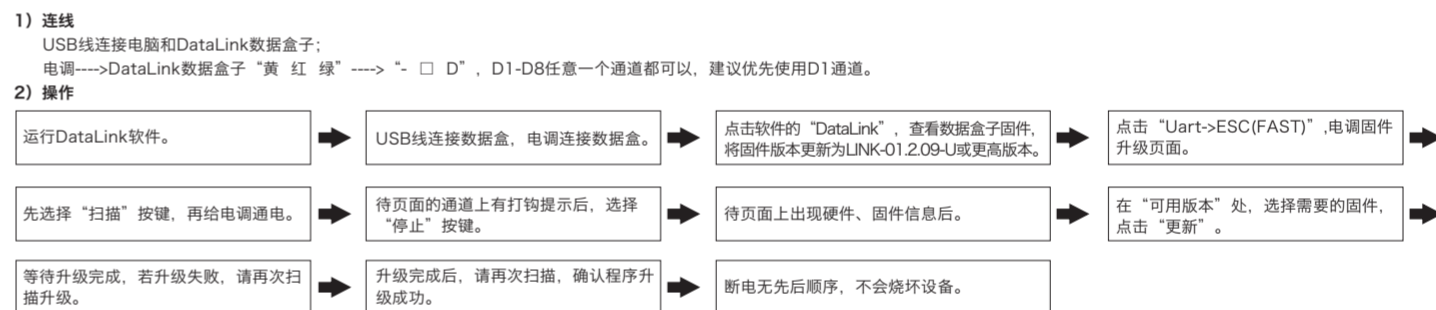 1）连线
USB线连接电脑和DataLink数据盒子；
电调---->DataLink数据盒子“黄 红 绿”---->“- □ D”，D1-D8任意一个通道都可以，建议优先使用D1通道。
2）操作
运行DataLink软件。
USB线连接数据盒，电调连接数据盒。
点击软件的“DataLink”，查看数据盒子固件，
将固件版本更新为LINK-01.2.09-U或更高版本。
点击“Uart->ESC(FAST)”,电调固件
升级页面。
先选择“扫描”按键，再给电调通电。
待页面的通道上有打钩提示后，选择
“停止”按键。
待页面上出现硬件、固件信息后。
在“可用版本”处，选择需要的固件，
点击“更新”。
等待升级完成，若升级失败，请再次扫
描升级。
升级完成后，请再次扫描，确认程序升
级成功。
断电无先后顺序，不会烧坏设备。